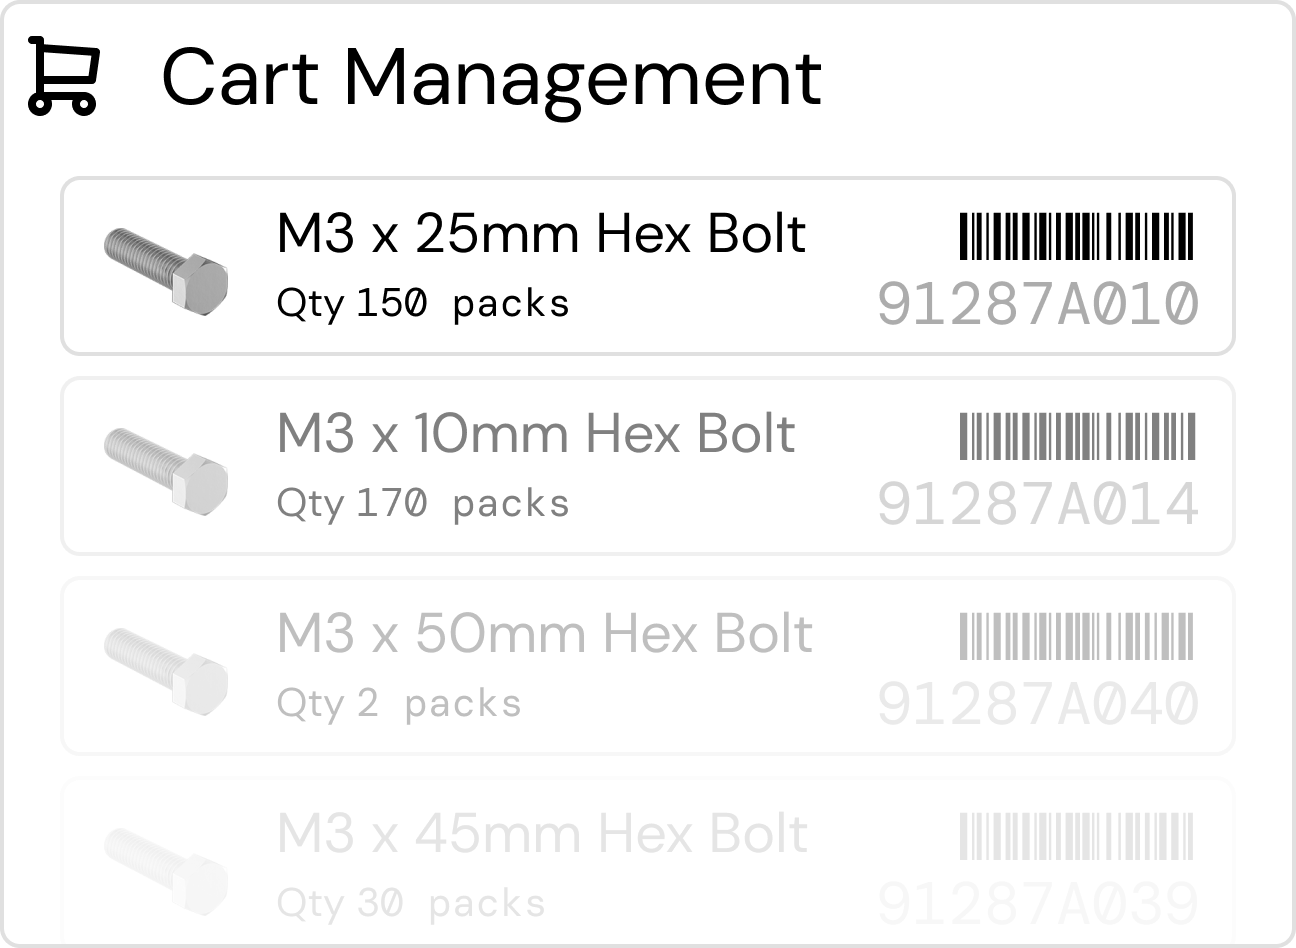 Cart Management
M3 x 25mm Hex Bolt
Qty 150 packs
91287A010
M3 x 10mm Hex Bolt
Qty 170 packs
91287A014
M3 x 50mm Hex Bolt
Qty 2 packs
91287A040
M3 x 45mm Hex Bolt
Qty 30 packs
91287A039